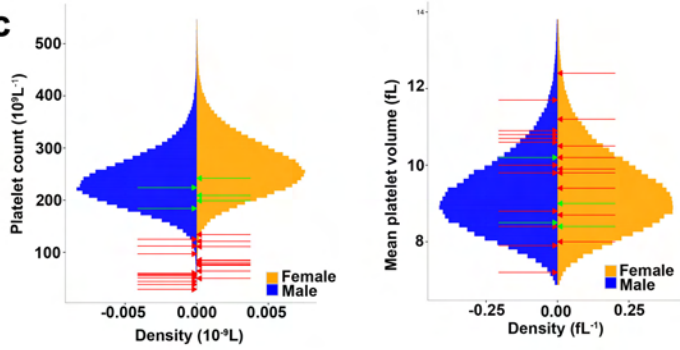 c
Platelet count (10⁹L⁻¹)
500
400
300
200
100
-0.005
0.000
0.005
Density (10⁻⁹L)
Female
Male
Mean platelet volume (fL)
14
12
10
8
-0.25
0.00
0.25
Density (fL⁻¹)
Female
Male